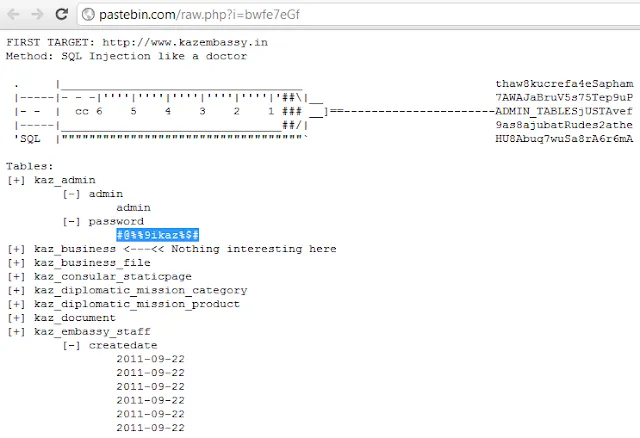 pastebin.com/raw.php?i=bwfe7eGf
FIRST TARGET: http://www.kazembassy.in
Method: SQL Injection like a doctor
. |___________________________________ thaw8kucrefa4eSapham
|-----|- - -|''''|''''|''''|''''|''''|'##\|__ 7AWAJaBruV5s75Tep9uP
|- - | cc 6 5 4 3 2 1 ### __]==----------------------ADMIN_TABLESjUSTAvef
|-----|________________________________##/| 9as8ajubatRudes2athe
'SQL |"""""""""""""""""""""""""""""""""""` HU8Abuq7wuSa8rA6r6mA
Tables:
[+] kaz_admin
[-] admin
admin
[-] password
#@%%9ikaz%$#
[+] kaz_business <---<< Nothing interesting here
[+] kaz_business_file
[+] kaz_consular_staticpage
[+] kaz_diplomatic_mission_category
[+] kaz_diplomatic_mission_product
[+] kaz_document
[+] kaz_embassy_staff
[-] createdate
2011-09-22
2011-09-22
2011-09-22
2011-09-22
2011-09-22
2011-09-22